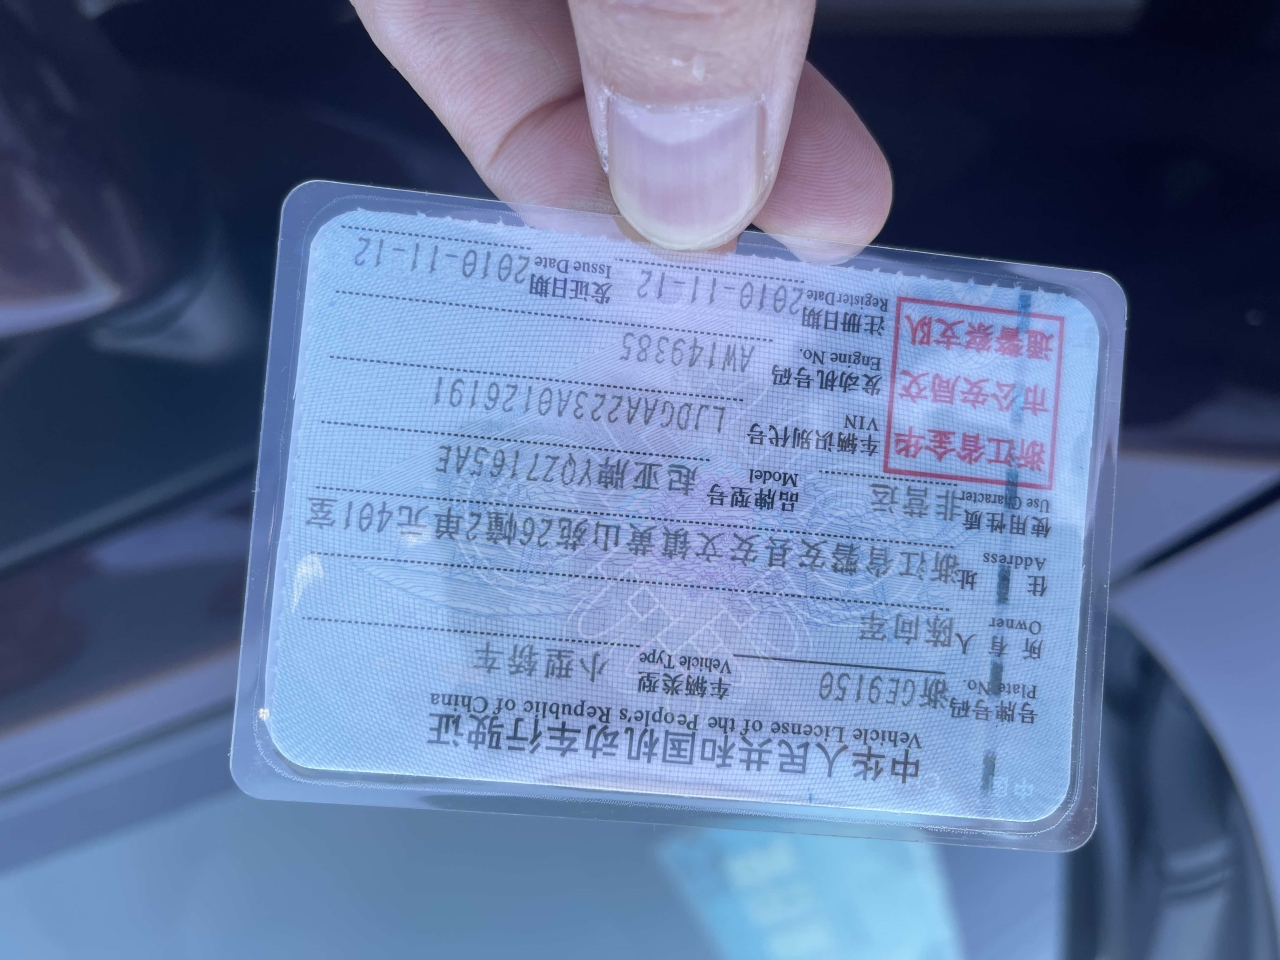 中华人民共和国机动车行驶证
Vehicle License of the People's Republic of China
号牌号码 浙GE9150 车辆类型 小型轿车
Plate No. Vehicle Type
所有人 陈向军
Owner
住址 浙江省磐安县安文镇黄山苑26幢2单元401室
Address
使用性质 非营运 品牌型号 起亚牌YQZ7165AE
Use Character Model
浙江省金华
市公安局交
通警察支队
车辆识别代号 LJDGAA223A0126191
VIN
发动机号码 AW149385
Engine No.
注册日期 2010-11-12 发证日期 2010-11-12
Register Date Issue Date